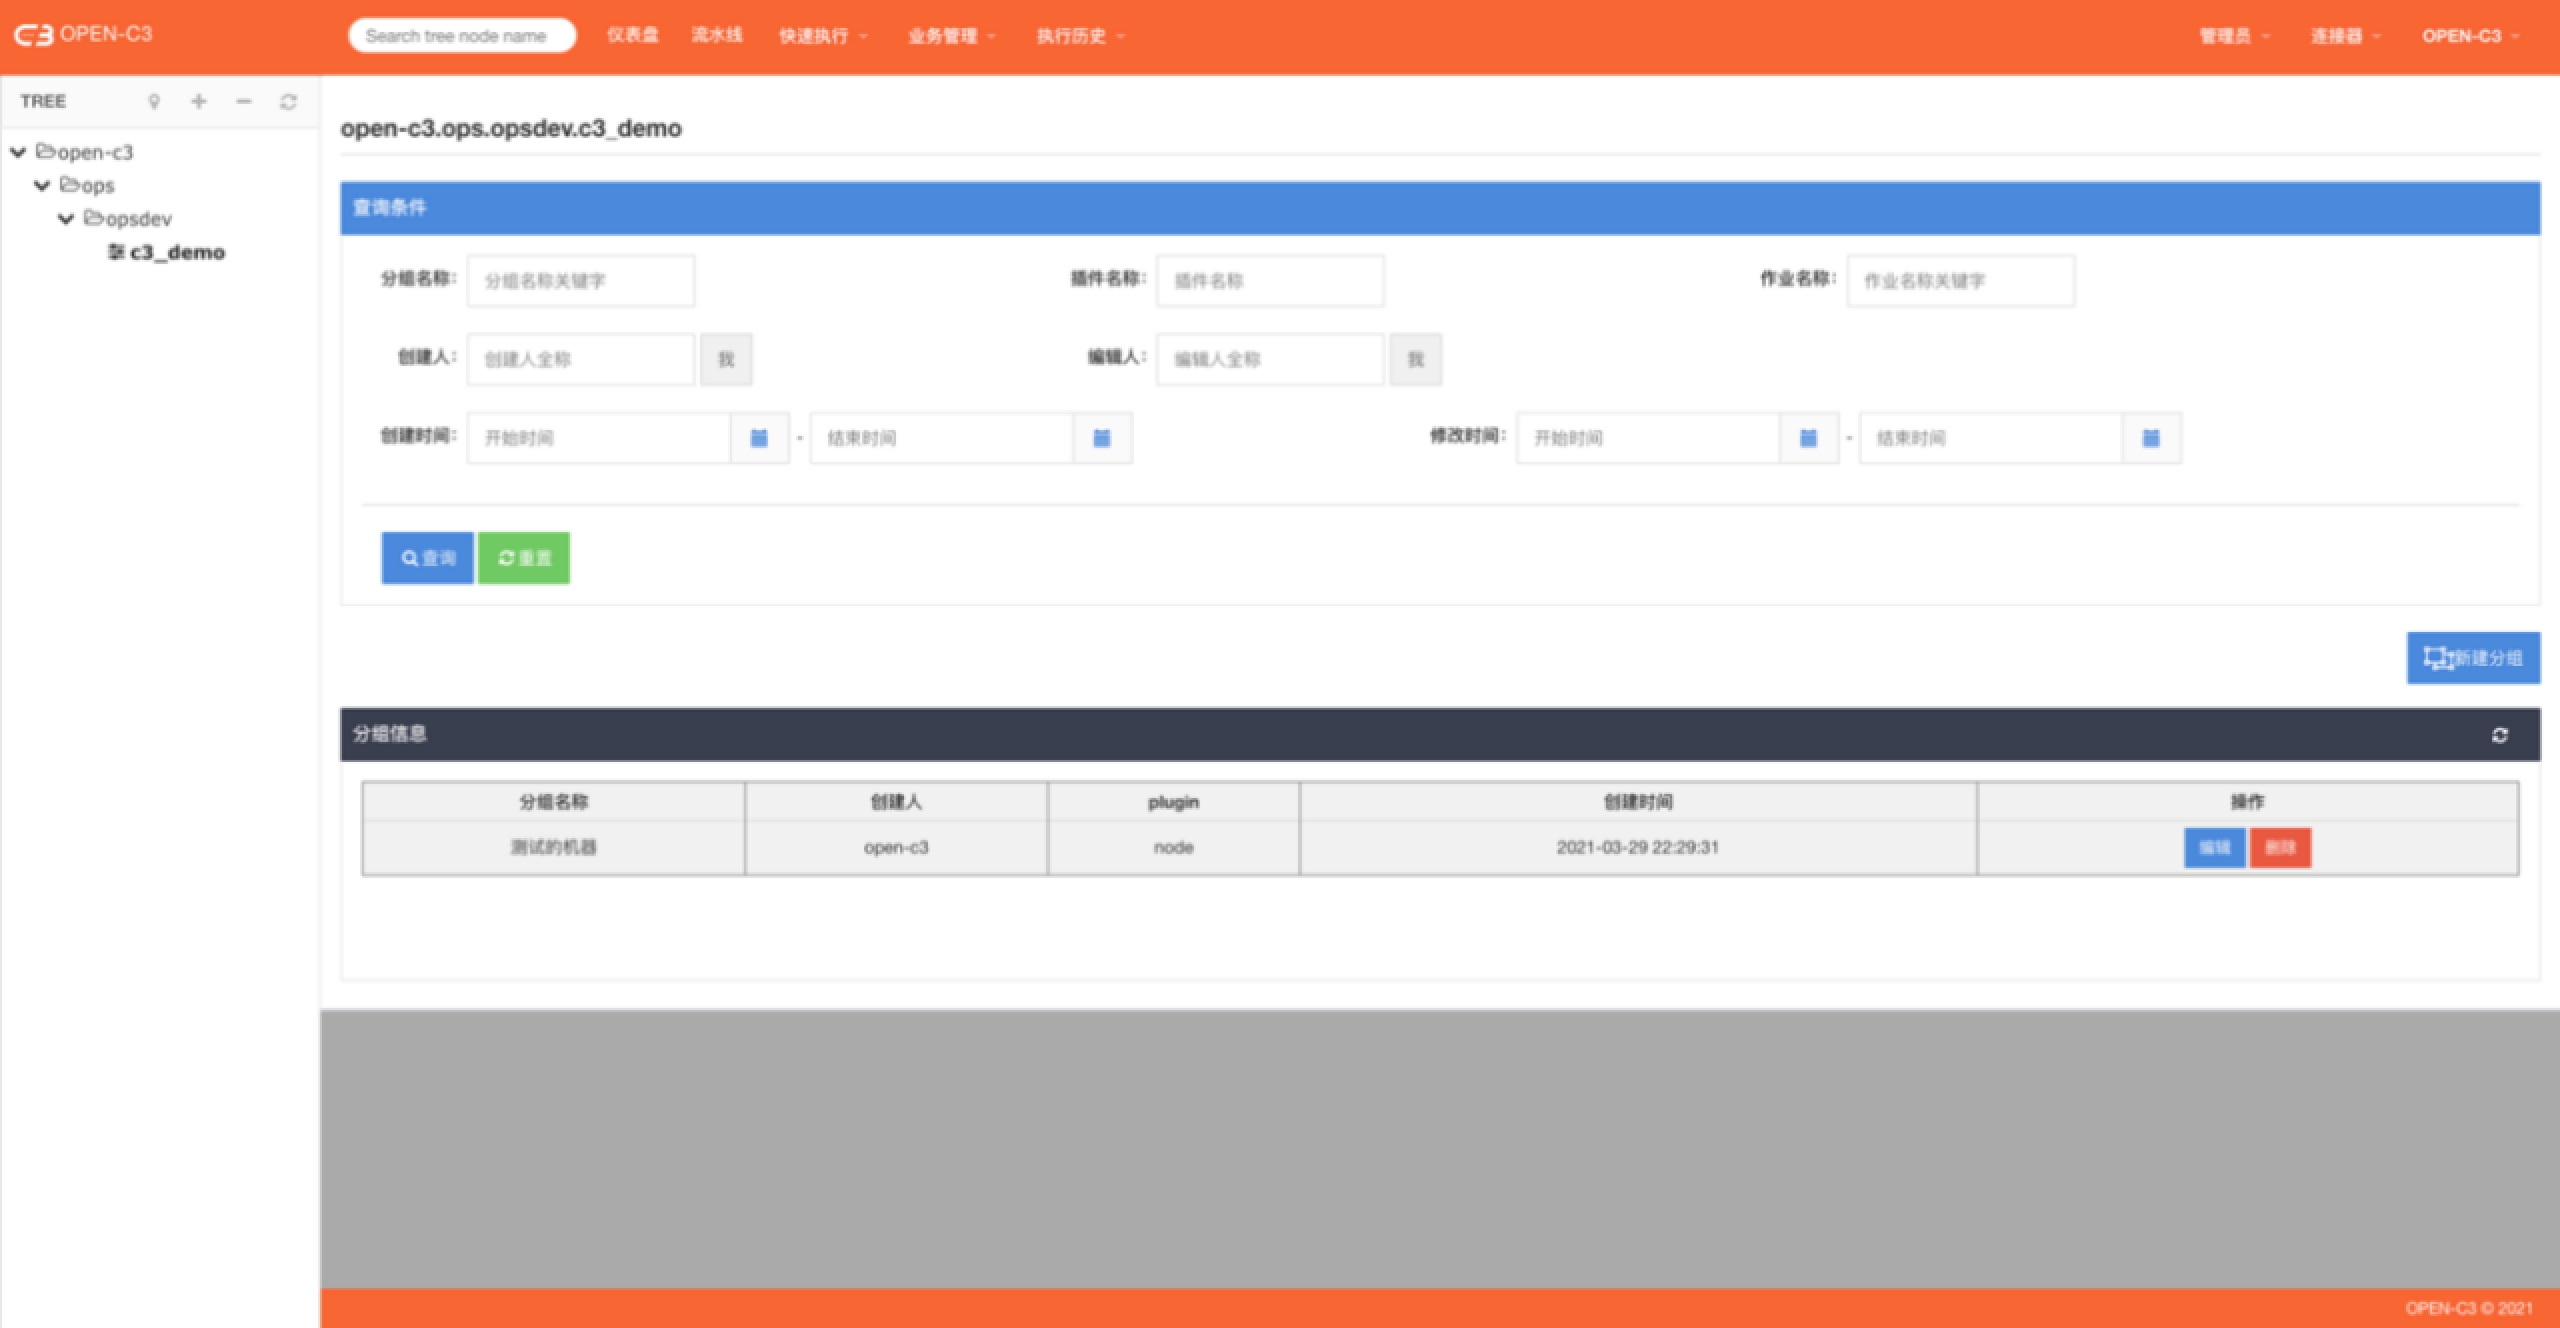 OPEN-C3
Search tree node name 仪表盘 流水线 快速执行 业务管理 执行历史 管理员 连接器 OPEN-C3
TREE
open-c3
ops
opsdev
c3_demo
open-c3.ops.opsdev.c3_demo
查询条件
分组名称: 分组名称关键字 插件名称: 插件名称 作业名称: 作业名称关键字
创建人: 创建人全称 我 编辑人: 编辑人全称 我
创建时间: 开始时间 - 结束时间 修改时间: 开始时间 - 结束时间
查询 重置
新建分组
分组信息
分组名称 创建人 plugin 创建时间 操作
测试的机器 open-c3 node 2021-03-29 22:29:31 编辑 删除
OPEN-C3 © 2021